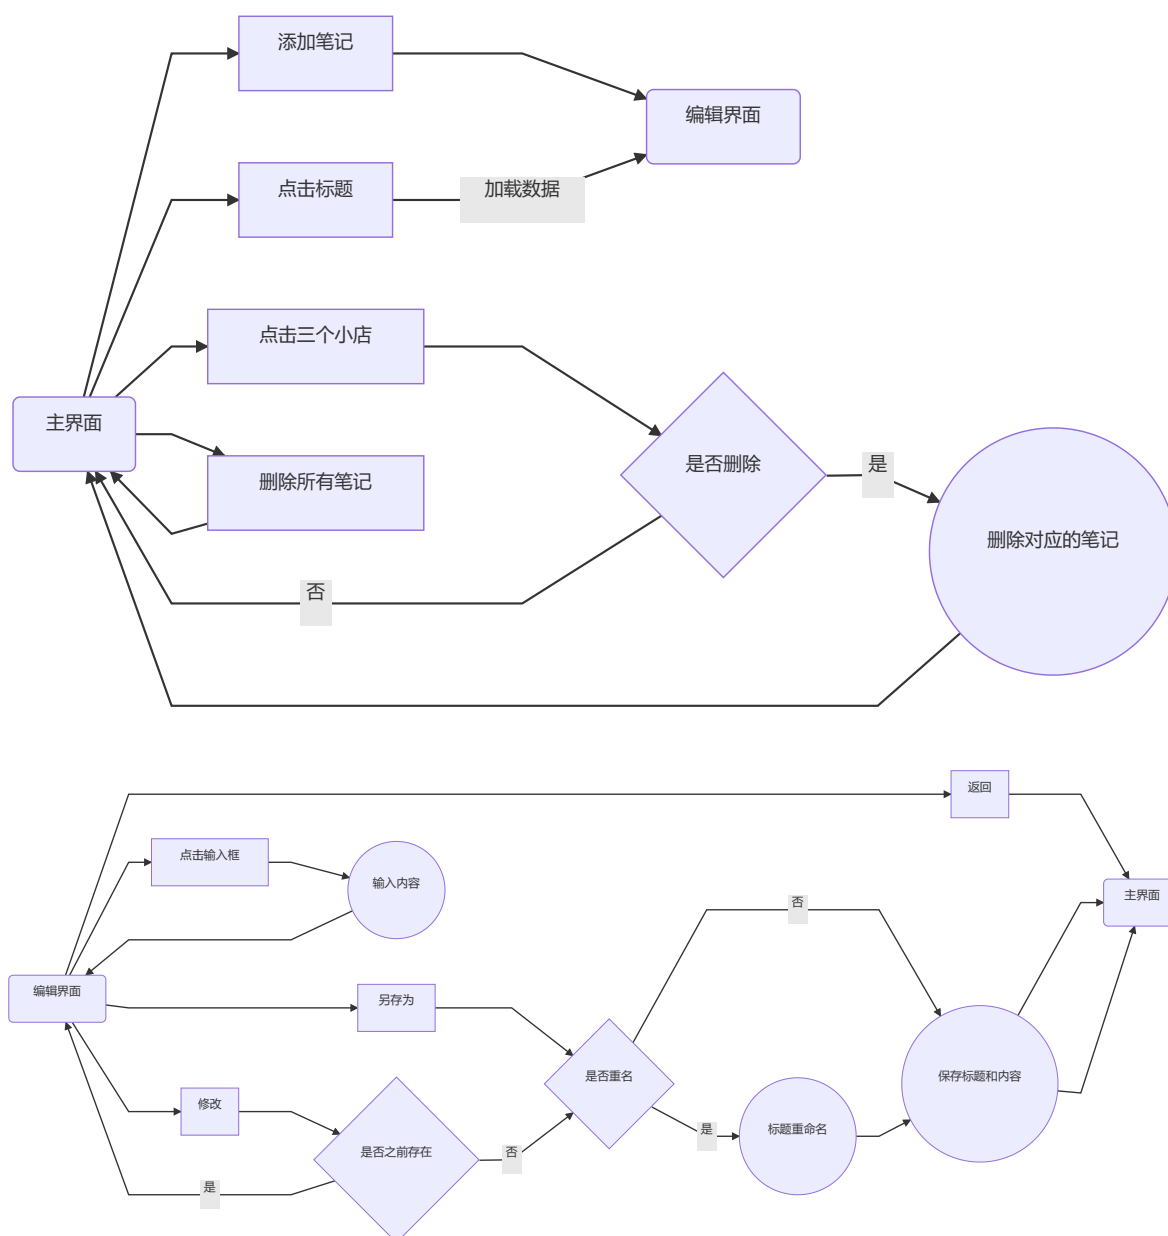 添加笔记
编辑界面
点击标题
加载数据
点击三个小店
主界面
是否删除
是
删除所有笔记
删除对应的笔记
否
返回
点击输入框
输入内容
主界面
否
编辑界面
另存为
是否重名
保存标题和内容
修改
是
标题重命名
是否之前存在
否
是